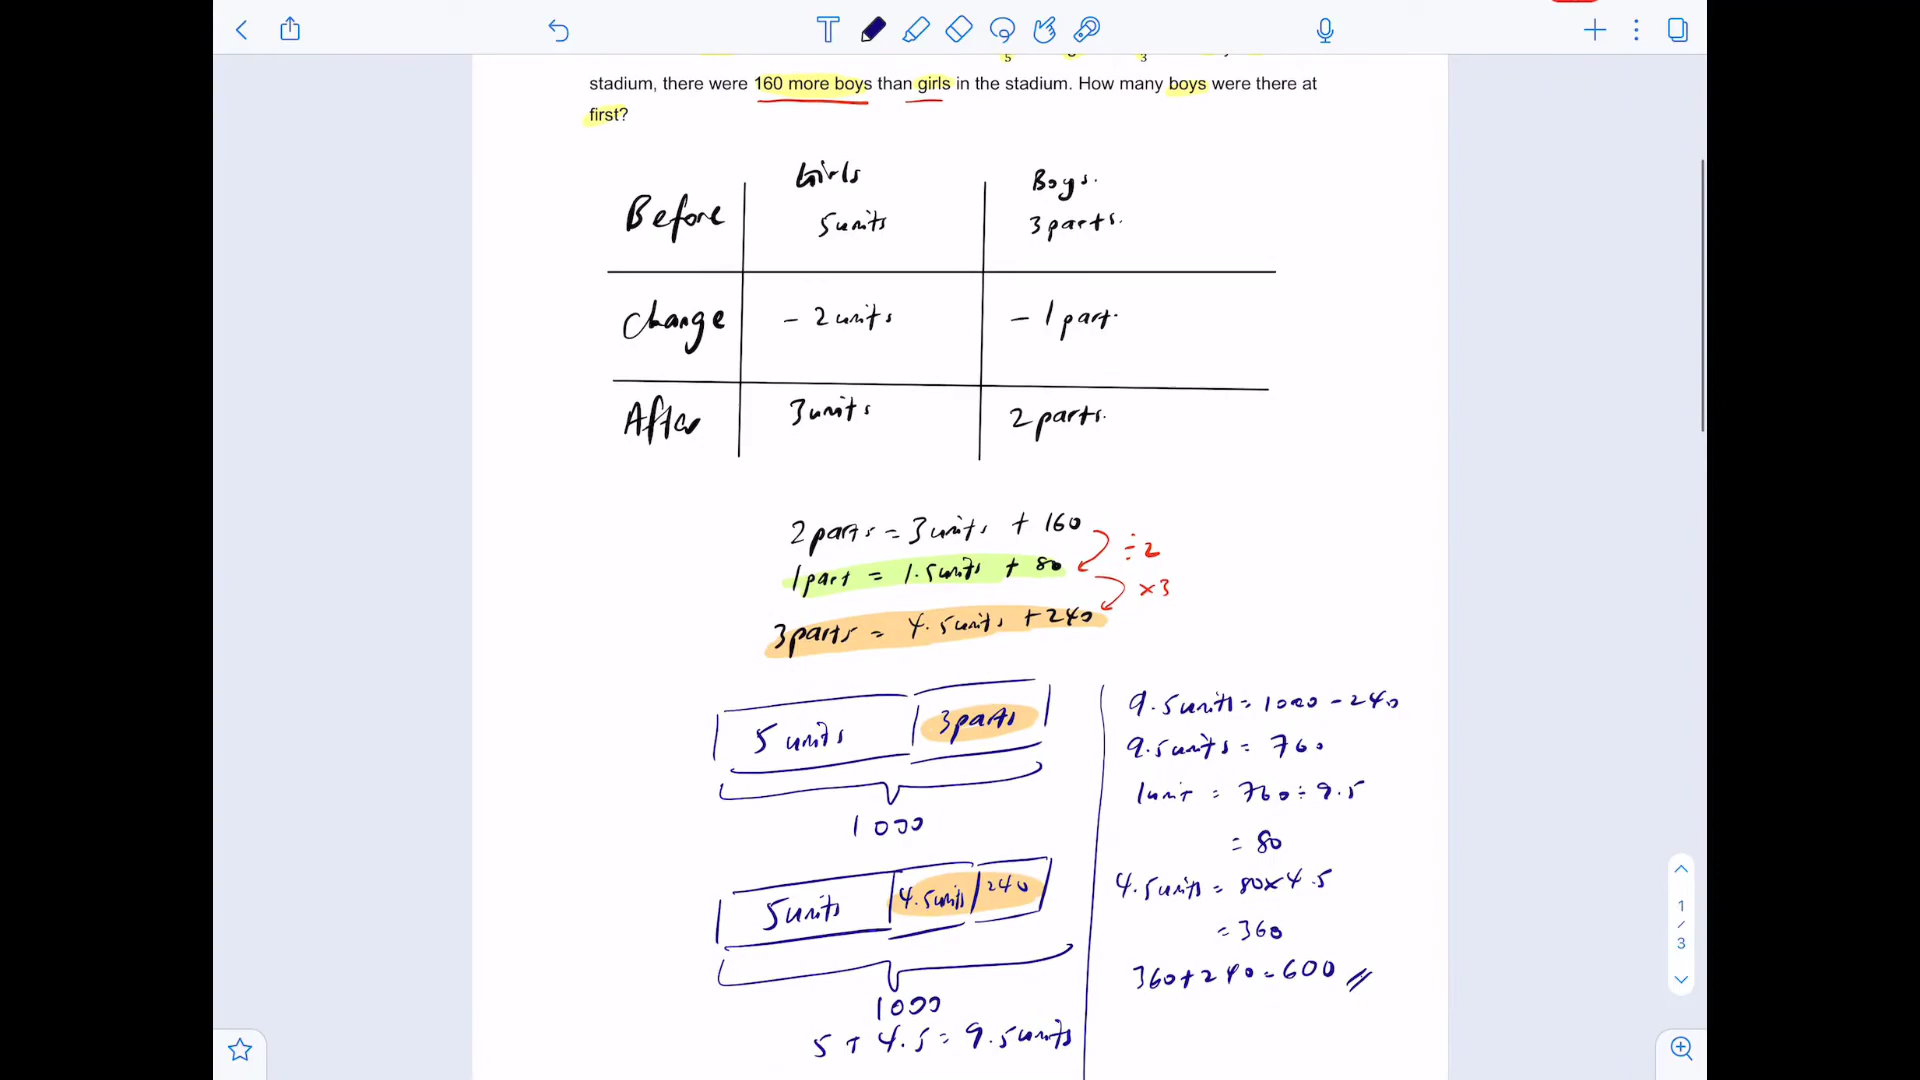 5 3
stadium, there were 160 more boys than girls in the stadium. How many boys were there at
first?
Girls Boys.
Before 5 units 3 parts.
Change - 2 units - 1 part.
After 3 units 2 parts.
2 parts = 3 units + 160
÷ 2
1 part = 1.5 units + 80
× 3
3 parts = 4.5 units + 240
5 units 3 parts
1000
5 units 4.5 units 240
1000
5 + 4.5 = 9.5 units
9.5 units = 1000 - 240
9.5 units = 760
1 unit = 760 ÷ 9.5
= 80
4.5 units = 80 × 4.5
= 360
360 + 240 = 600
1
/
3